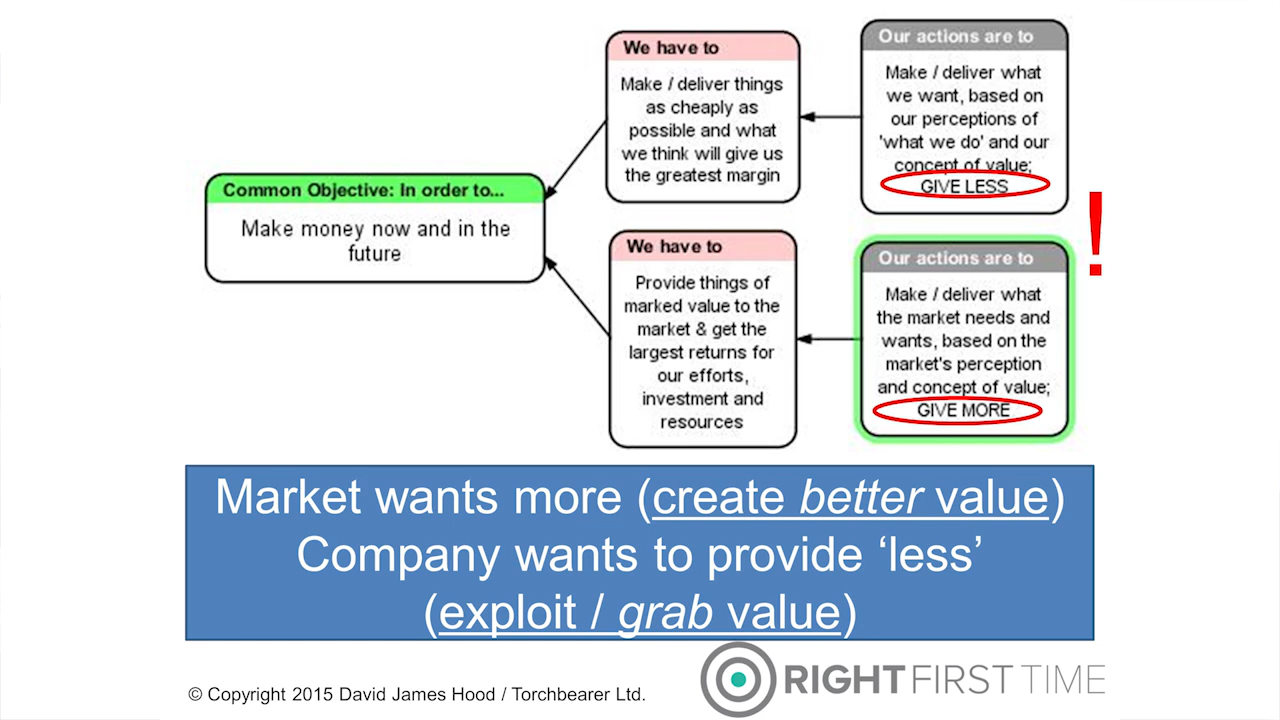 We have to
Make / deliver things
as cheaply as
possible and what
we think will give us
the greatest margin
Our actions are to
Make / deliver what
we want, based on
our perceptions of
'what we do' and our
concept of value;
GIVE LESS
Common Objective: In order to...
Make money now and in the
future
!
We have to
Provide things of
marked value to the
market & get the
largest returns for
our efforts,
investment and
resources
Our actions are to
Make / deliver what
the market needs and
wants, based on the
market's perception
and concept of value;
GIVE MORE
Market wants more (create better value)
Company wants to provide ‘less’
(exploit / grab value)
© Copyright 2015 David James Hood / Torchbearer Ltd.
RIGHT FIRST TIME